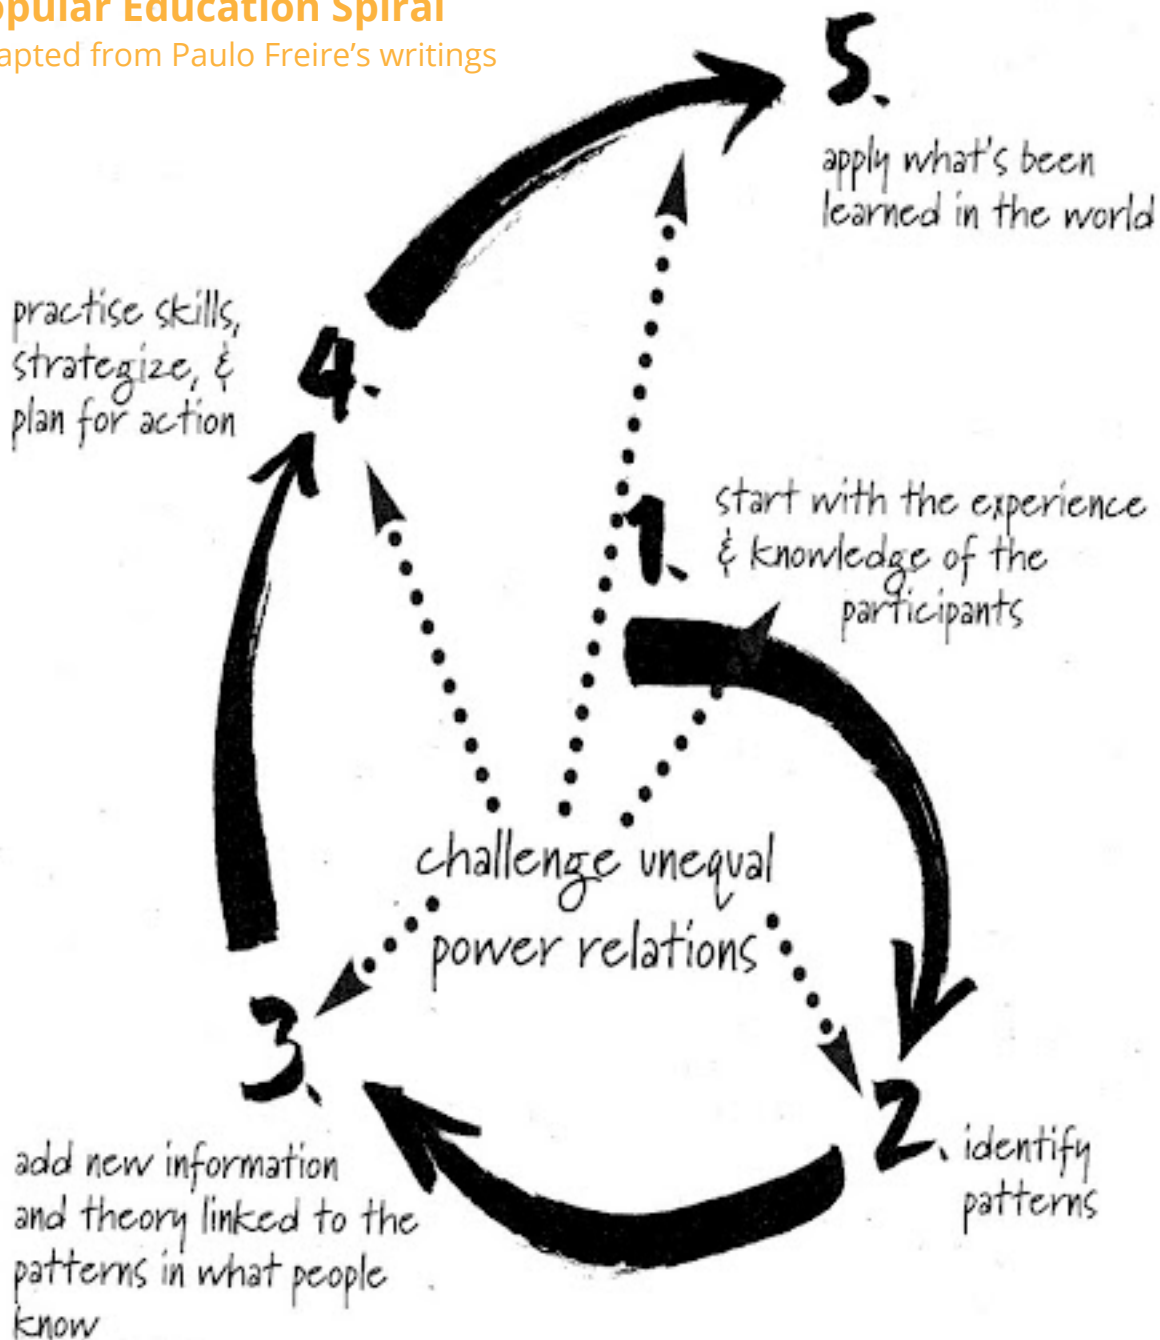 opular Education Spiral
apted from Paulo Freire's writings
5.
apply what's been
learned in the world
practise skills,
strategize, &
plan for action
4.
1.
start with the experience
& knowledge of the
participants
challenge unequal
power relations
3.
add new information
and theory linked to the
patterns in what people
know
2.
identify
patterns